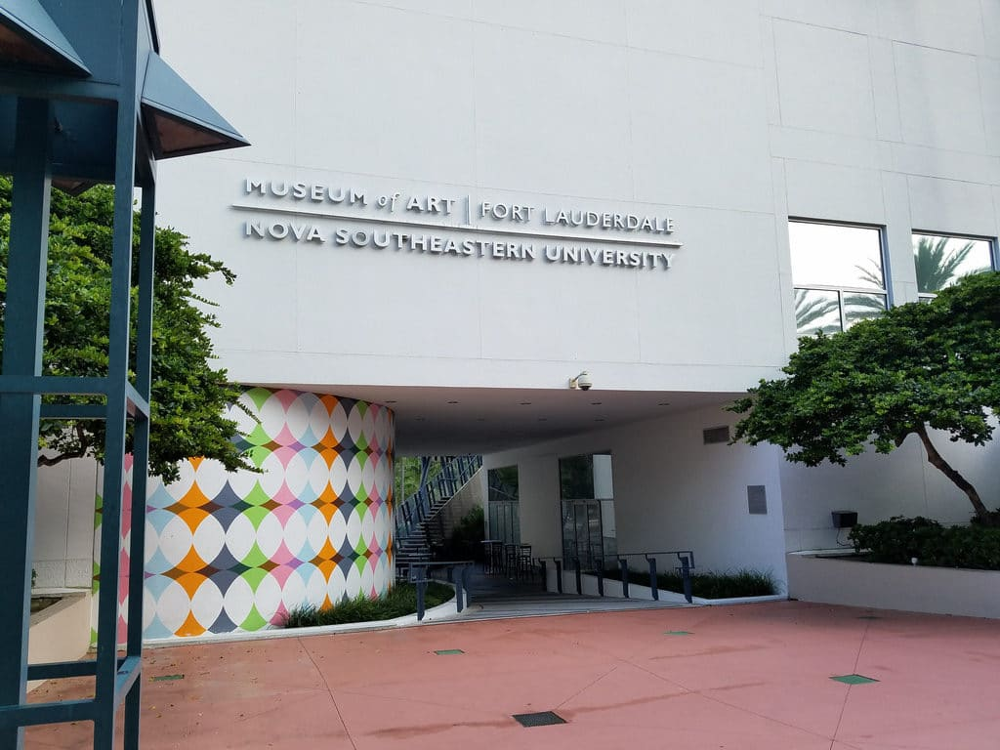 MUSEUM of ART | FORT LAUDERDALE
NOVA SOUTHEASTERN UNIVERSITY